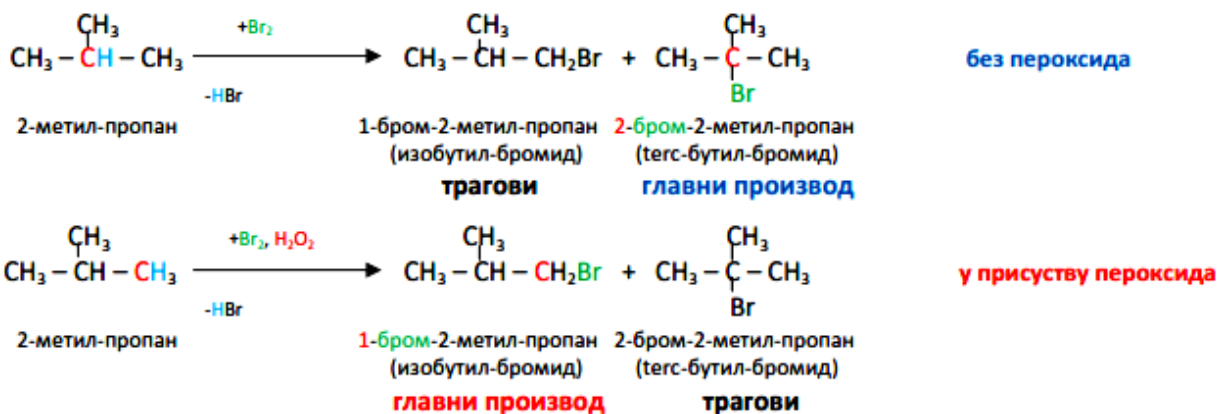 CH₃ CH₃
+Br₂
CH₃ – CH – CH₃ CH₃ – CH – CH₂Br + CH₃ – C – CH₃ без пероксида
-HBr Br
2-метил-пропан 1-бром-2-метил-пропан 2-бром-2-метил-пропан
(изобутил-бромид) (terc-бутил-бромид)
трагови главни производ
CH₃ +Br₂, H₂O₂ CH₃ CH₃
CH₃ – CH – CH₃ CH₃ – CH – CH₂Br + CH₃ – C – CH₃ у присуству пероксида
-HBr Br
2-метил-пропан 1-бром-2-метил-пропан 2-бром-2-метил-пропан
(изобутил-бромид) (terc-бутил-бромид)
главни производ трагови